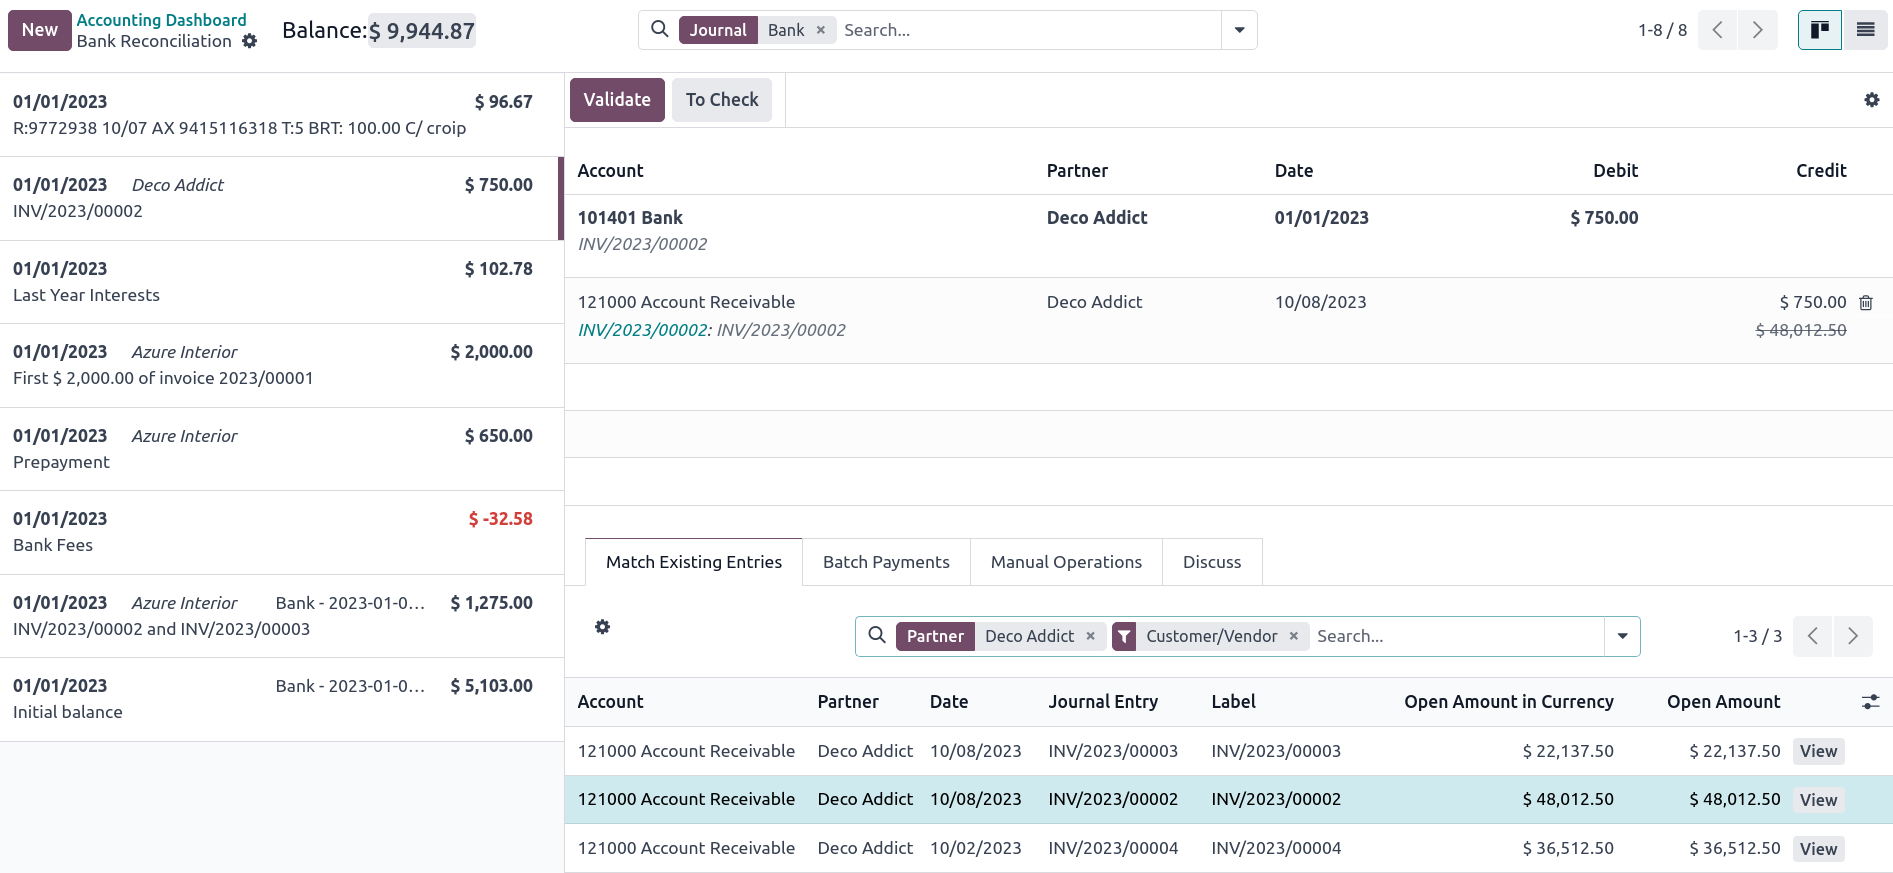 New
Accounting Dashboard
Bank Reconciliation
Balance:$ 9,944.87
Journal Bank × Search...
1-8 / 8
01/01/2023 $ 96.67
R:9772938 10/07 AX 9415116318 T:5 BRT: 100.00 C/ croip
01/01/2023 Deco Addict $ 750.00
INV/2023/00002
01/01/2023 $ 102.78
Last Year Interests
01/01/2023 Azure Interior $ 2,000.00
First $ 2,000.00 of invoice 2023/00001
01/01/2023 Azure Interior $ 650.00
Prepayment
01/01/2023 $ -32.58
Bank Fees
01/01/2023 Azure Interior Bank - 2023-01-0... $ 1,275.00
INV/2023/00002 and INV/2023/00003
01/01/2023 Bank - 2023-01-0... $ 5,103.00
Initial balance
Validate To Check
Account Partner Date Debit Credit
101401 Bank Deco Addict 01/01/2023 $ 750.00
INV/2023/00002
121000 Account Receivable Deco Addict 10/08/2023 $ 750.00
INV/2023/00002: INV/2023/00002 $ 48,012.50
Match Existing Entries Batch Payments Manual Operations Discuss
Partner Deco Addict × Customer/Vendor × Search...
1-3 / 3
Account Partner Date Journal Entry Label Open Amount in Currency Open Amount
121000 Account Receivable Deco Addict 10/08/2023 INV/2023/00003 INV/2023/00003 $ 22,137.50 $ 22,137.50 View
121000 Account Receivable Deco Addict 10/08/2023 INV/2023/00002 INV/2023/00002 $ 48,012.50 $ 48,012.50 View
121000 Account Receivable Deco Addict 10/02/2023 INV/2023/00004 INV/2023/00004 $ 36,512.50 $ 36,512.50 View